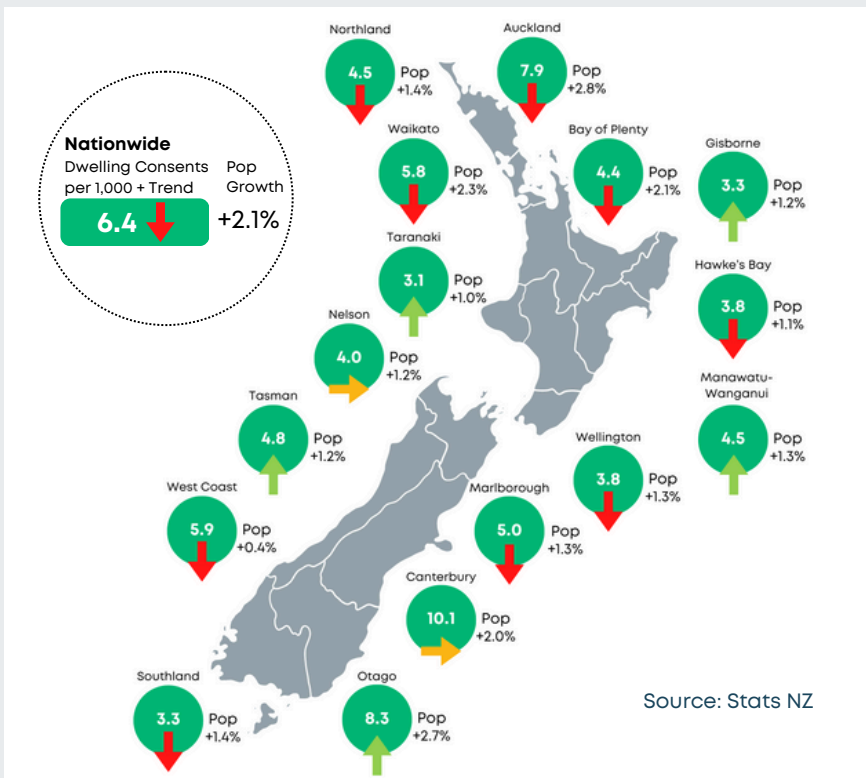 Nationwide
Dwelling Consents
per 1,000 + Trend
6.4
Pop
Growth
+2.1%
Northland
4.5
Pop
+1.4%
Auckland
7.9
Pop
+2.8%
Waikato
5.8
Pop
+2.3%
Bay of Plenty
4.4
Pop
+2.1%
Gisborne
3.3
Pop
+1.2%
Taranaki
3.1
Pop
+1.0%
Hawke's Bay
3.8
Pop
+1.1%
Nelson
4.0
Pop
+1.2%
Manawatu-
Wanganui
4.5
Pop
+1.3%
Tasman
4.8
Pop
+1.2%
Wellington
3.8
Pop
+1.3%
West Coast
5.9
Pop
+0.4%
Marlborough
5.0
Pop
+1.3%
Canterbury
10.1
Pop
+2.0%
Southland
3.3
Pop
+1.4%
Otago
8.3
Pop
+2.7%
Source: Stats NZ